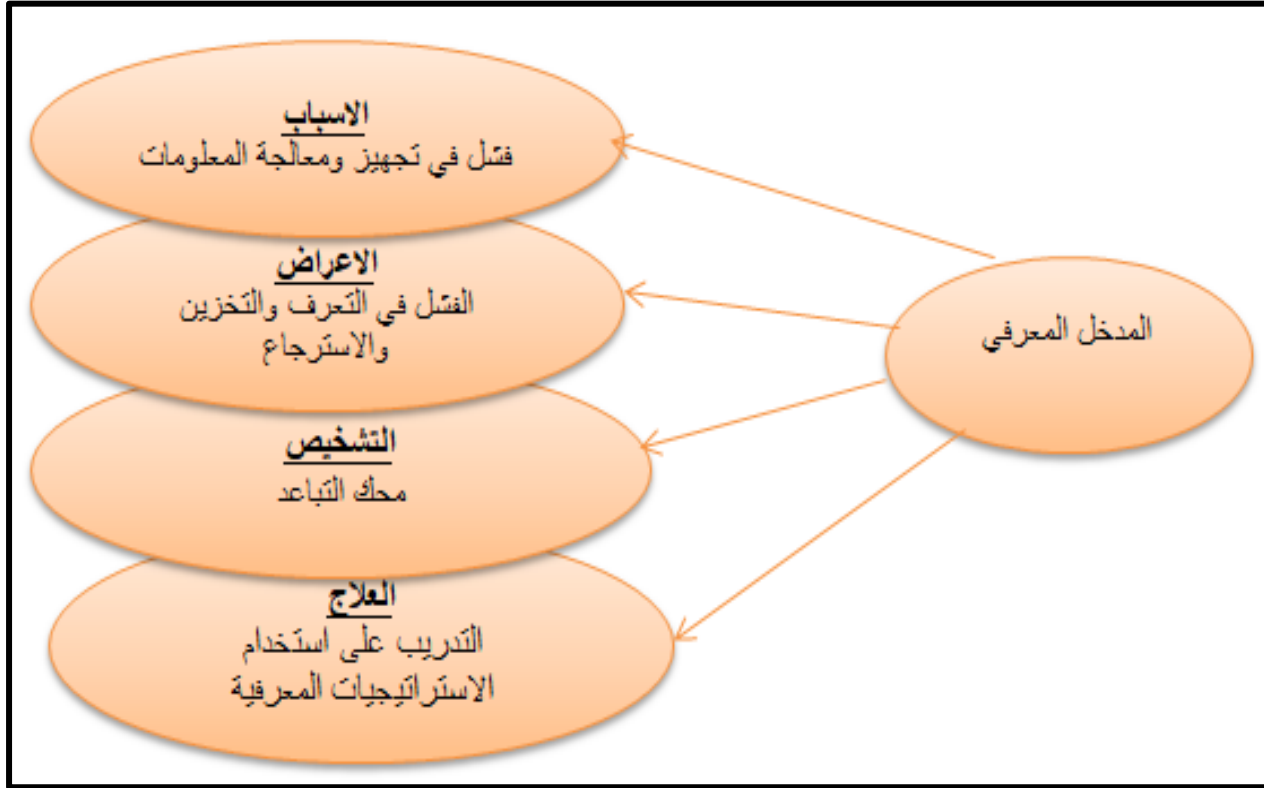 الاسباب
فشل في تجهيز ومعالجة المعلومات
الاعراض
الفشل في التعرف والتخزين
والاسترجاع
المدخل المعرفي
التشخيص
محك التباعد
العلاج
التدريب على استخدام
الاستراتيجيات المعرفية